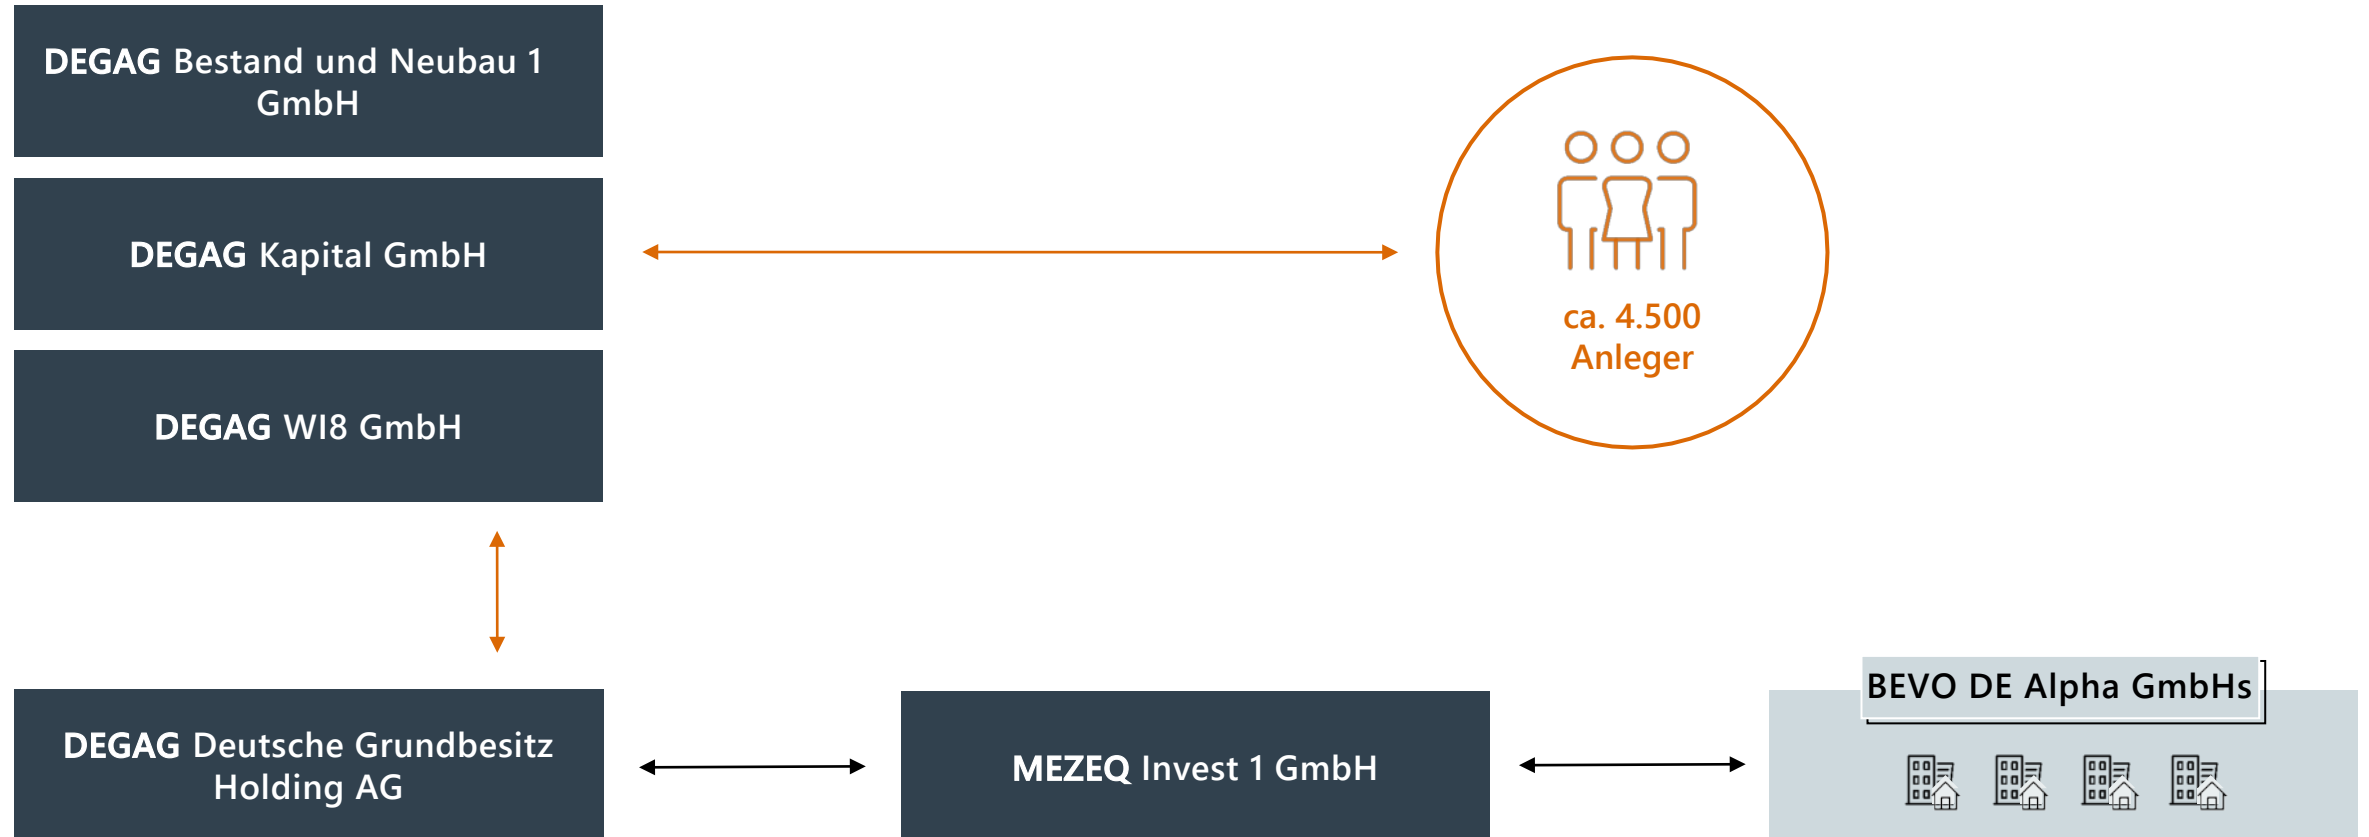 DEGAG Bestand und Neubau 1
GmbH
DEGAG Kapital GmbH
ca. 4.500
Anleger
DEGAG WI8 GmbH
DEGAG Deutsche Grundbesitz
Holding AG
MEZEQ Invest 1 GmbH
BEVO DE Alpha GmbHs